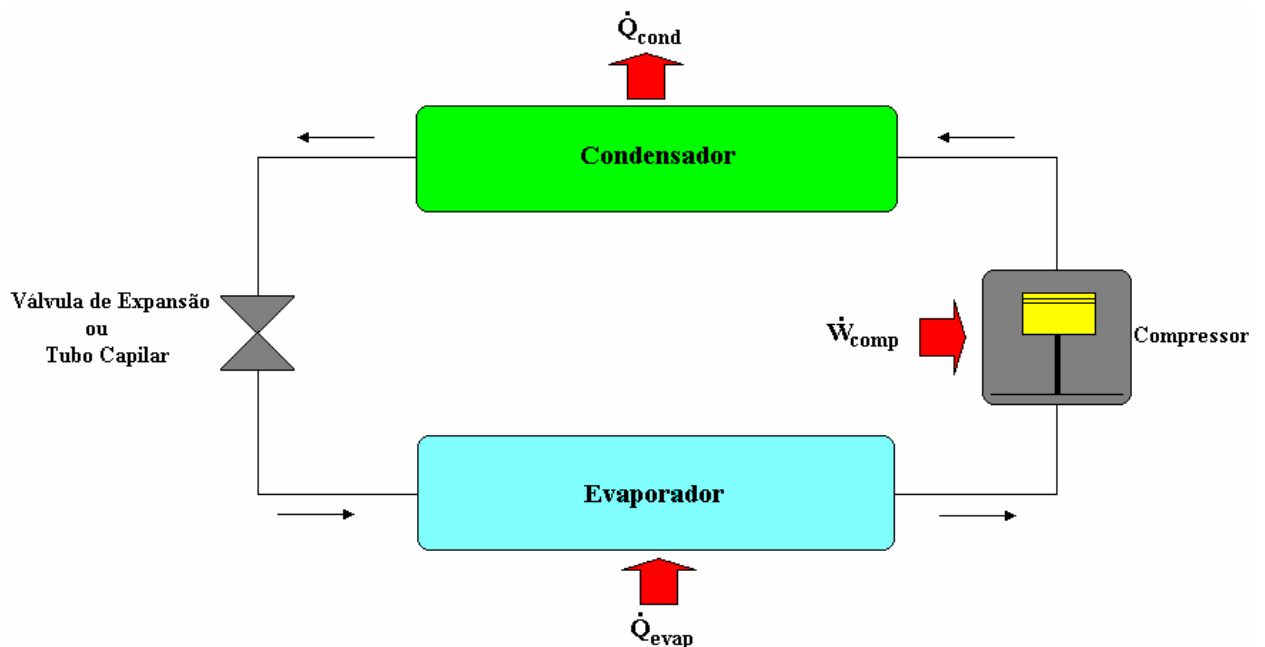 Q̇cond
Condensador
Válvula de Expansão
ou
Tubo Capilar
Ẇcomp
Compressor
Evaporador
Q̇evap